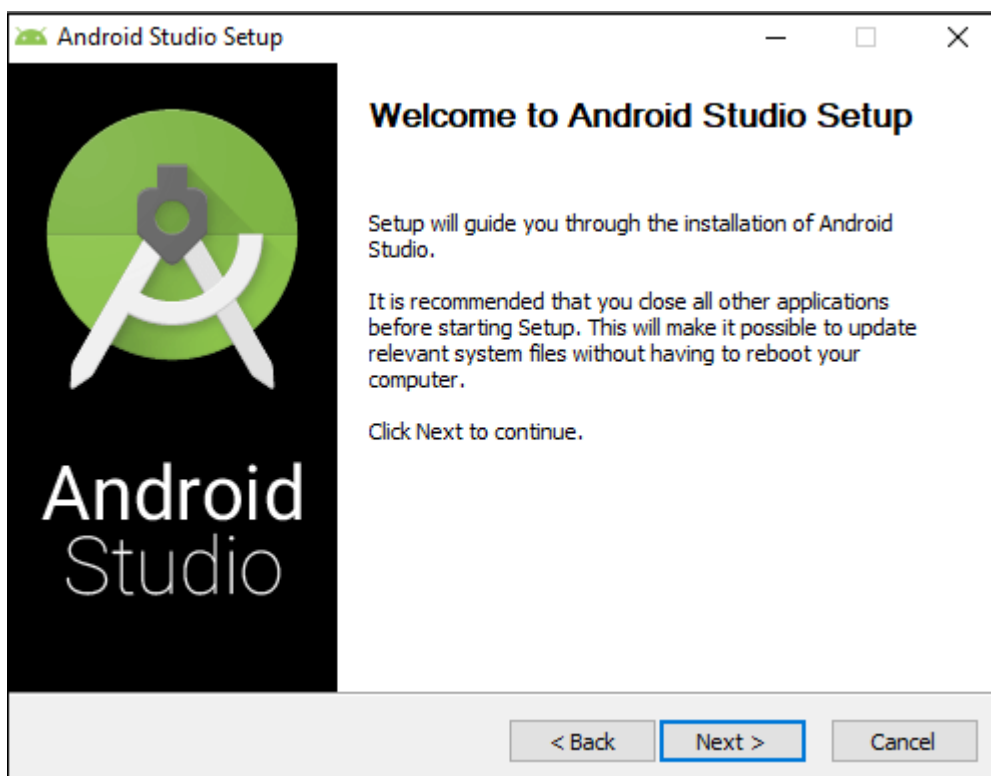 Android Studio Setup
Welcome to Android Studio Setup
Setup will guide you through the installation of Android
Studio.
It is recommended that you close all other applications
before starting Setup. This will make it possible to update
relevant system files without having to reboot your
computer.
Click Next to continue.
Android
Studio
< Back
Next >
Cancel